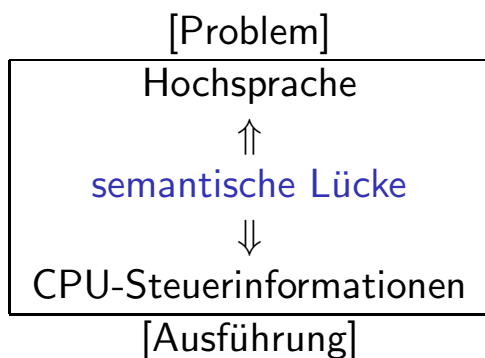 [Problem]
Hochsprache
⇑
semantische Lücke
⇓
CPU-Steuerinformationen
[Ausführung]